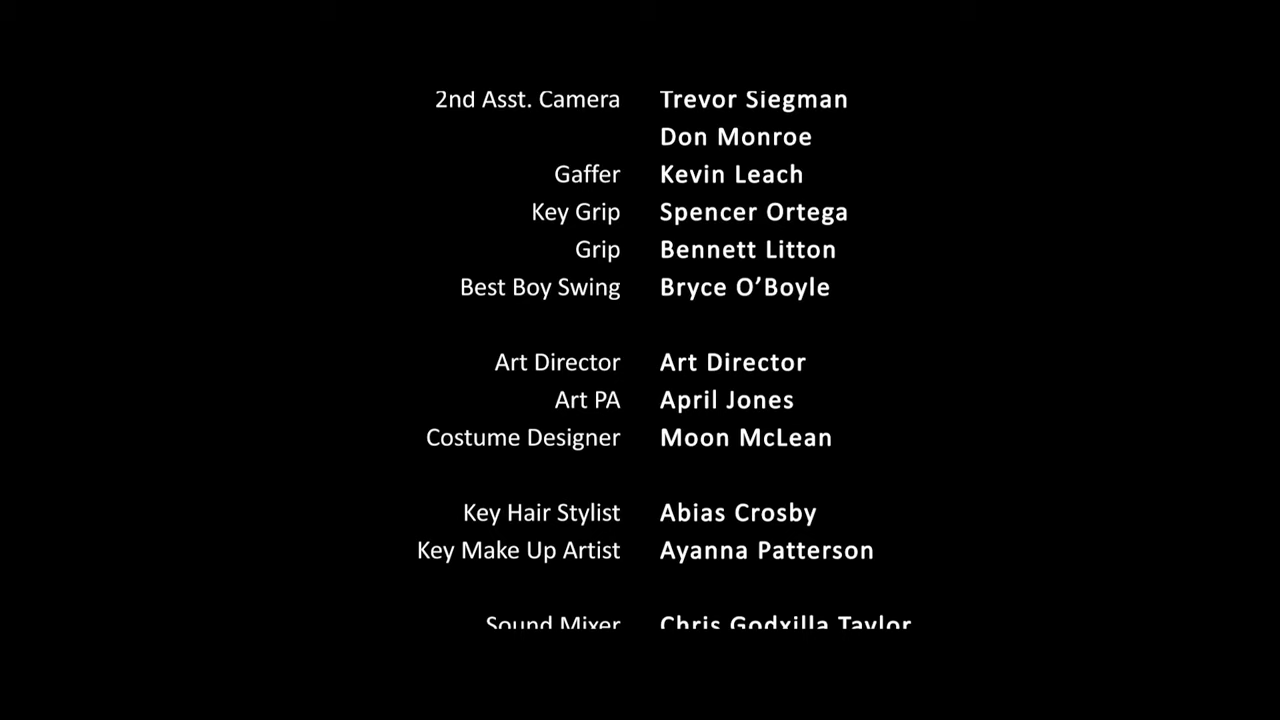 2nd Asst. Camera Trevor Siegman
Don Monroe
Gaffer Kevin Leach
Key Grip Spencer Ortega
Grip Bennett Litton
Best Boy Swing Bryce O’Boyle
Art Director Art Director
Art PA April Jones
Costume Designer Moon McLean
Key Hair Stylist Abias Crosby
Key Make Up Artist Ayanna Patterson
Sound Mixer Chris Godxilla Taylor